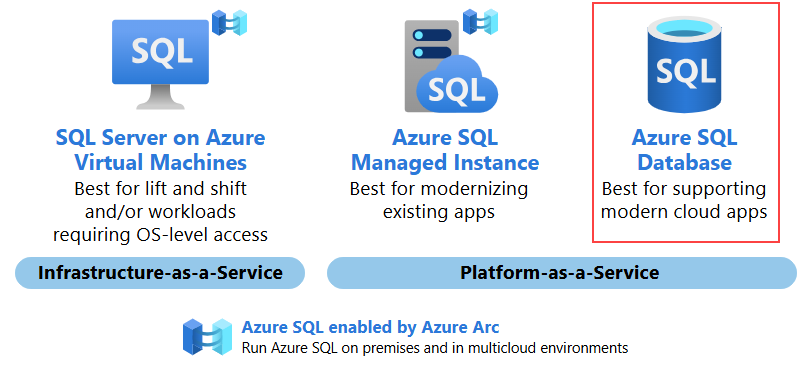 SQL
SQL
SQL
SQL Server on Azure
Virtual Machines
Best for lift and shift
and/or workloads
requiring OS-level access
Azure SQL
Managed Instance
Best for modernizing
existing apps
Azure SQL
Database
Best for supporting
modern cloud apps
Infrastructure-as-a-Service
Platform-as-a-Service
Azure SQL enabled by Azure Arc
Run Azure SQL on premises and in multicloud environments